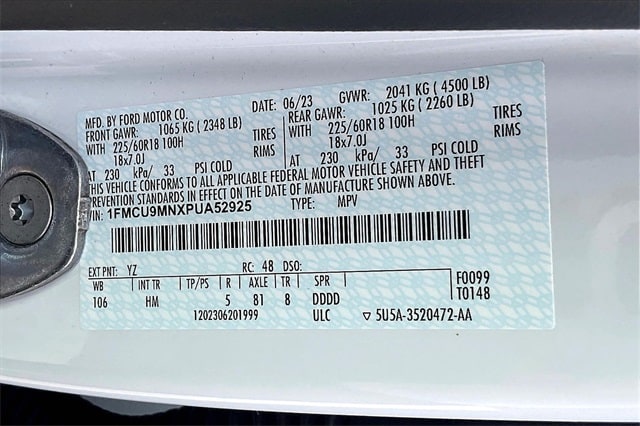 MFD. BY FORD MOTOR CO.
DATE: 06/23 GVWR: 2041 KG ( 4500 LB)
FRONT GAWR: 1065 KG ( 2348 LB) REAR GAWR: 1025 KG ( 2260 LB)
WITH 225/60R18 100H TIRES WITH 225/60R18 100H TIRES
18x7.0J RIMS 18x7.0J RIMS
AT 230 kPa/ 33 PSI COLD AT 230 kPa/ 33 PSI COLD
THIS VEHICLE CONFORMS TO ALL APPLICABLE FEDERAL MOTOR VEHICLE SAFETY AND THEFT
PREVENTION STANDARDS IN EFFECT ON THE DATE OF MANUFACTURE SHOWN ABOVE.
VIN: 1FMCU9MNXPUA52925 TYPE: MPV
EXT PNT: YZ RC: 48 DSO:
WB INT TR TP/PS R AXLE TR SPR F0099
106 HM 5 81 8 DDDD T0148
1202306201999 ULC ▽ 5U5A-3520472-AA